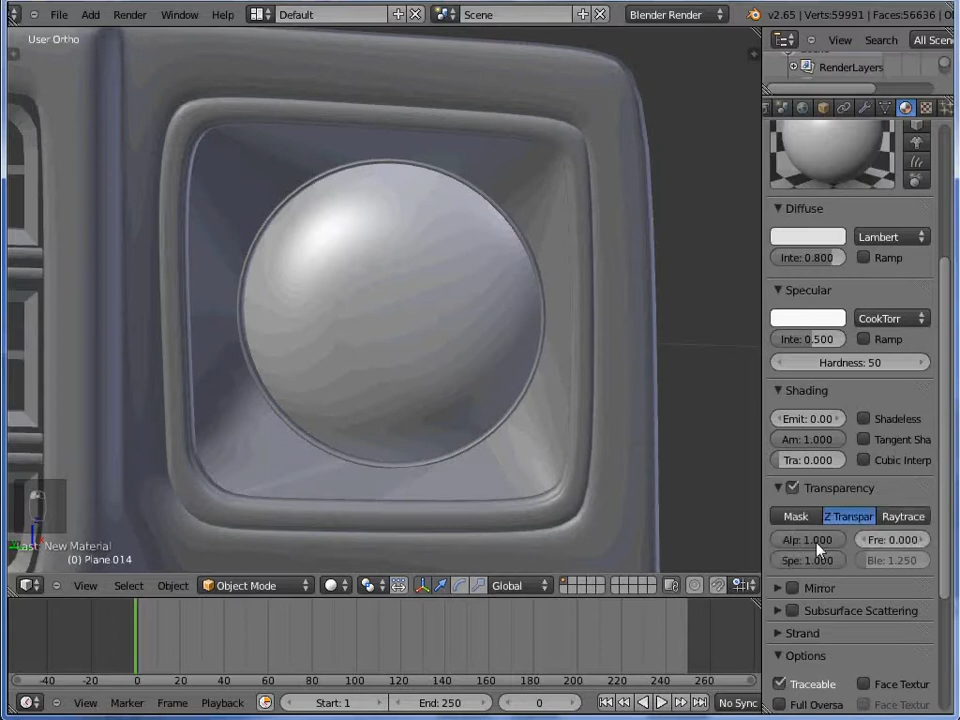 File Add Render Window Help Default Scene Blender Render v2.65 | Verts:59991 | Faces:56636 | O
User Ortho
View Search All Scen
RenderLayers
Diffuse
Lambert
Inte: 0.800 Ramp
Specular
CookTorr
Inte: 0.500 Ramp
Hardness: 50
Shading
Emit: 0.00 Shadeless
Am: 1.000 Tangent Sha
Tra: 0.000 Cubic Interp
Transparency
Mask Z Transpar Raytrace
Alp: 1.000 Fre: 0.000
Spe: 1.000 Ble: 1.250
Mirror
Subsurface Scattering
Strand
Options
Traceable Face Textur
Full Oversa Face Textur
Last: New Material
(0) Plane 014
View Select Object Object Mode Global
-40 -20 0 20 40 60 80 100 120 140 160 180 200 220 240 260
View Marker Frame Playback Start: 1 End: 250 0 No Sync